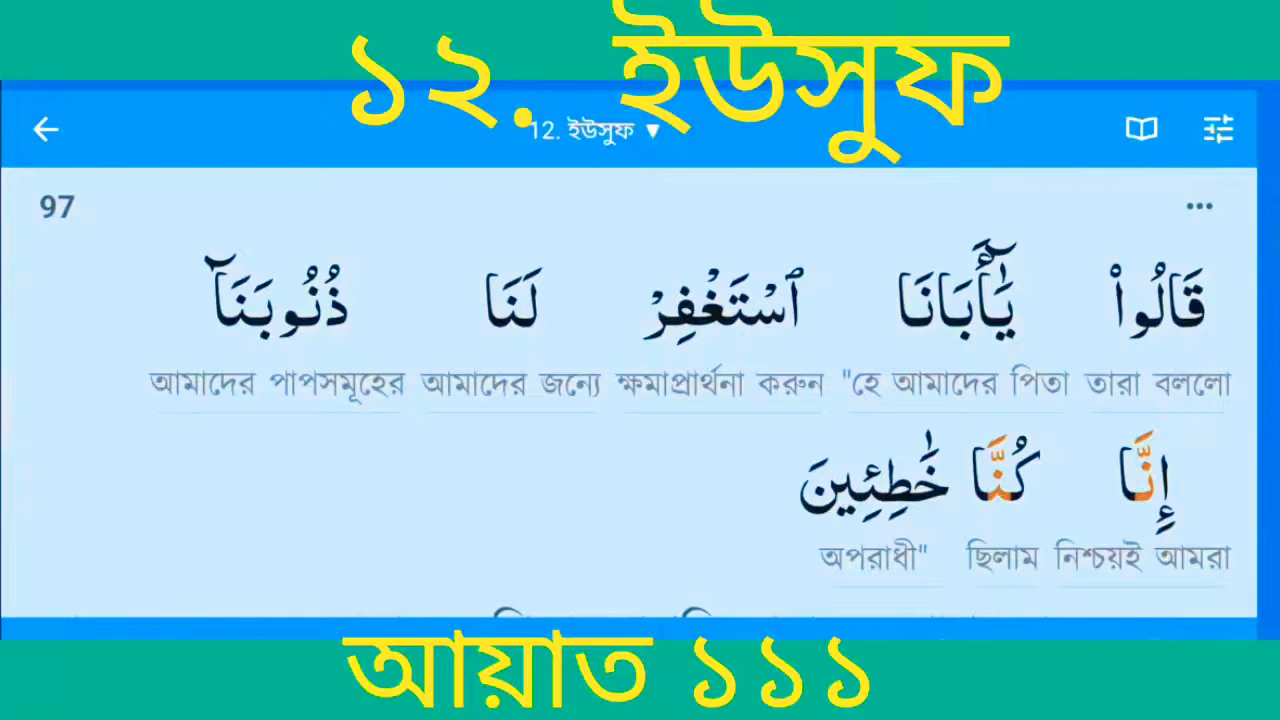 ১২. ইউসুফ
12. ইউসুফ ▼
97
قَالُوا۟ يَـٰٓأَبَانَا ٱسْتَغْفِرْ لَنَا ذُنُوبَنَآ
আমাদের পাপসমূহের আমাদের জন্যে ক্ষমাপ্রার্থনা করুন "হে আমাদের পিতা তারা বললো
إِنَّا كُنَّا خَـٰطِـِٔينَ
অপরাধী" ছিলাম নিশ্চয়ই আমরা
আয়াত ১১১